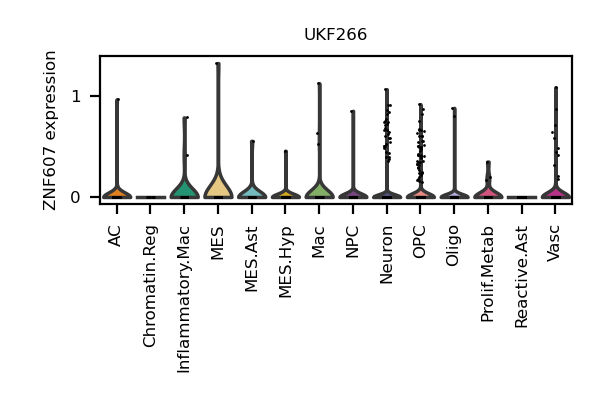 UKF266
ZNF607 expression
1
0
AC
Chromatin.Reg
Inflammatory.Mac
MES
MES.Ast
MES.Hyp
Mac
NPC
Neuron
OPC
Oligo
Prolif.Metab
Reactive.Ast
Vasc